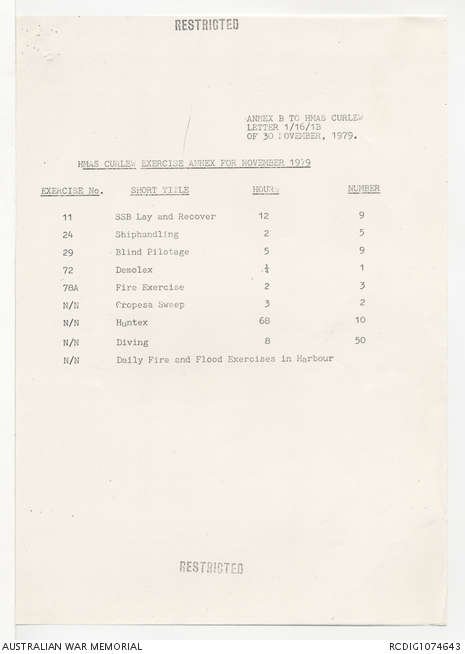 RESTRICTED
ANNEX B TO HMAS CURLEW
LETTER 1/16/1B
OF 30 NOVEMBER, 1979.
HMAS CURLEW EXERCISE ANNEX FOR NOVEMBER 1979
EXERCISE No. SHORT TITLE HOURS NUMBER
11 SSB Lay and Recover 12 9
24 Shiphandling 2 5
29 Blind Pilotage 5 9
72 Demolex ¼ 1
78A Fire Exercise 2 3
N/N Oropesa Sweep 3 2
N/N Huntex 68 10
N/N Diving 8 50
N/N Daily Fire and Flood Exercises in Harbour
RESTRICTED
AUSTRALIAN WAR MEMORIAL RCDIG1074643